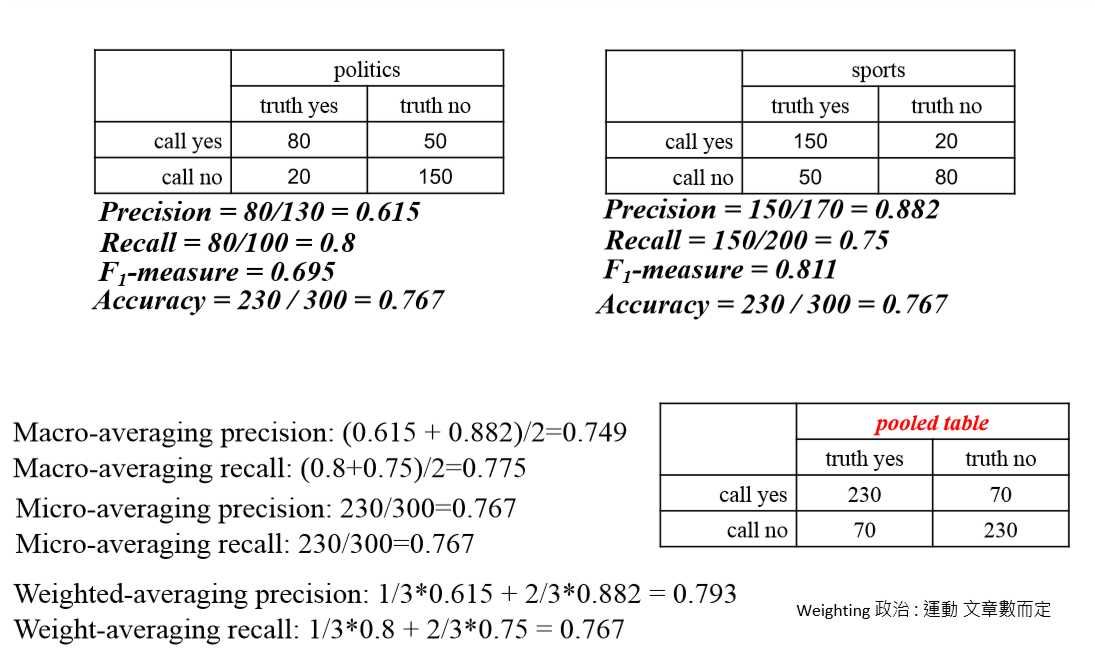 politics
truth yes truth no
call yes 80 50
call no 20 150
Precision = 80/130 = 0.615
Recall = 80/100 = 0.8
F1-measure = 0.695
Accuracy = 230 / 300 = 0.767
sports
truth yes truth no
call yes 150 20
call no 50 80
Precision = 150/170 = 0.882
Recall = 150/200 = 0.75
F1-measure = 0.811
Accuracy = 230 / 300 = 0.767
Macro-averaging precision: (0.615 + 0.882)/2=0.749
Macro-averaging recall: (0.8+0.75)/2=0.775
Micro-averaging precision: 230/300=0.767
Micro-averaging recall: 230/300=0.767
Weighted-averaging precision: 1/3*0.615 + 2/3*0.882 = 0.793
Weight-averaging recall: 1/3*0.8 + 2/3*0.75 = 0.767
pooled table
truth yes truth no
call yes 230 70
call no 70 230
Weighting 政治 : 運動 文章數而定